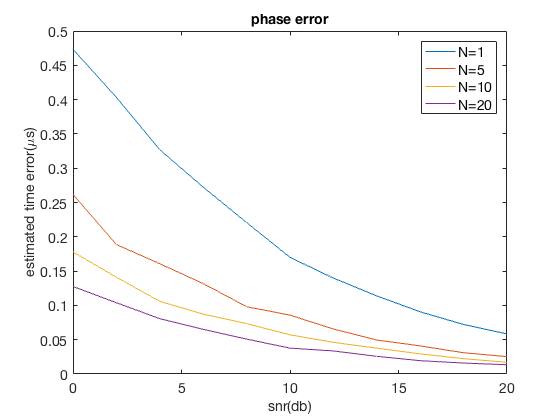 phase error
0.5
0.45
0.4
0.35
0.3
0.25
0.2
0.15
0.1
0.05
0
estimated time error(μs)
N=1
N=5
N=10
N=20
0 5 10 15 20
snr(db)